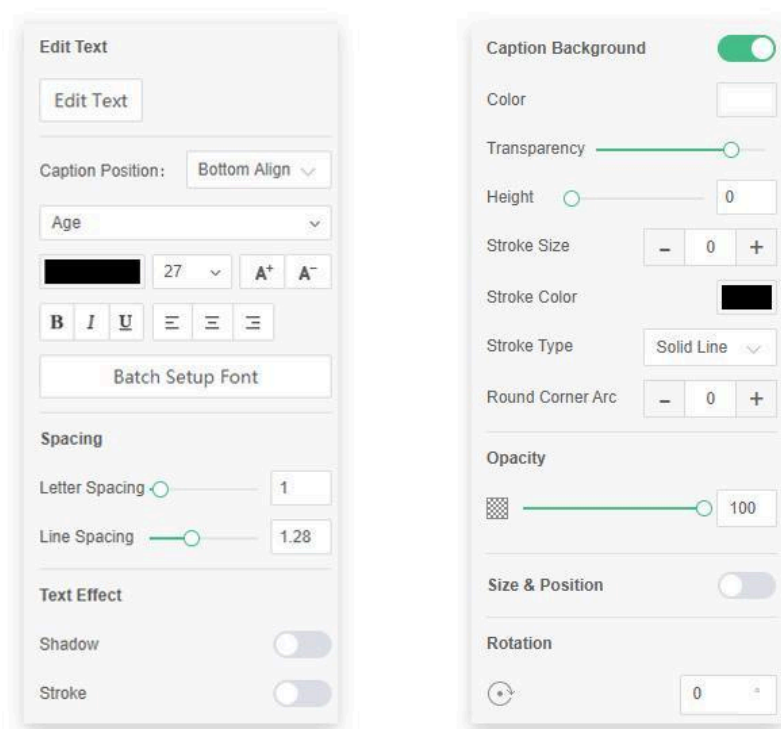 Edit Text
Edit Text
Caption Position: Bottom Align
Age
27 A+ A-
B I U
Batch Setup Font
Spacing
Letter Spacing 1
Line Spacing 1.28
Text Effect
Shadow
Stroke
Caption Background
Color
Transparency
Height 0
Stroke Size - 0 +
Stroke Color
Stroke Type Solid Line
Round Corner Arc - 0 +
Opacity
100
Size & Position
Rotation
0 °